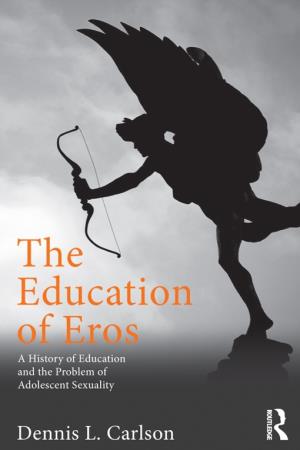 The
Education
of Eros
A History of Education
and the Problem of
Adolescent Sexuality
Dennis L. Carlson
ROUTLEDGE